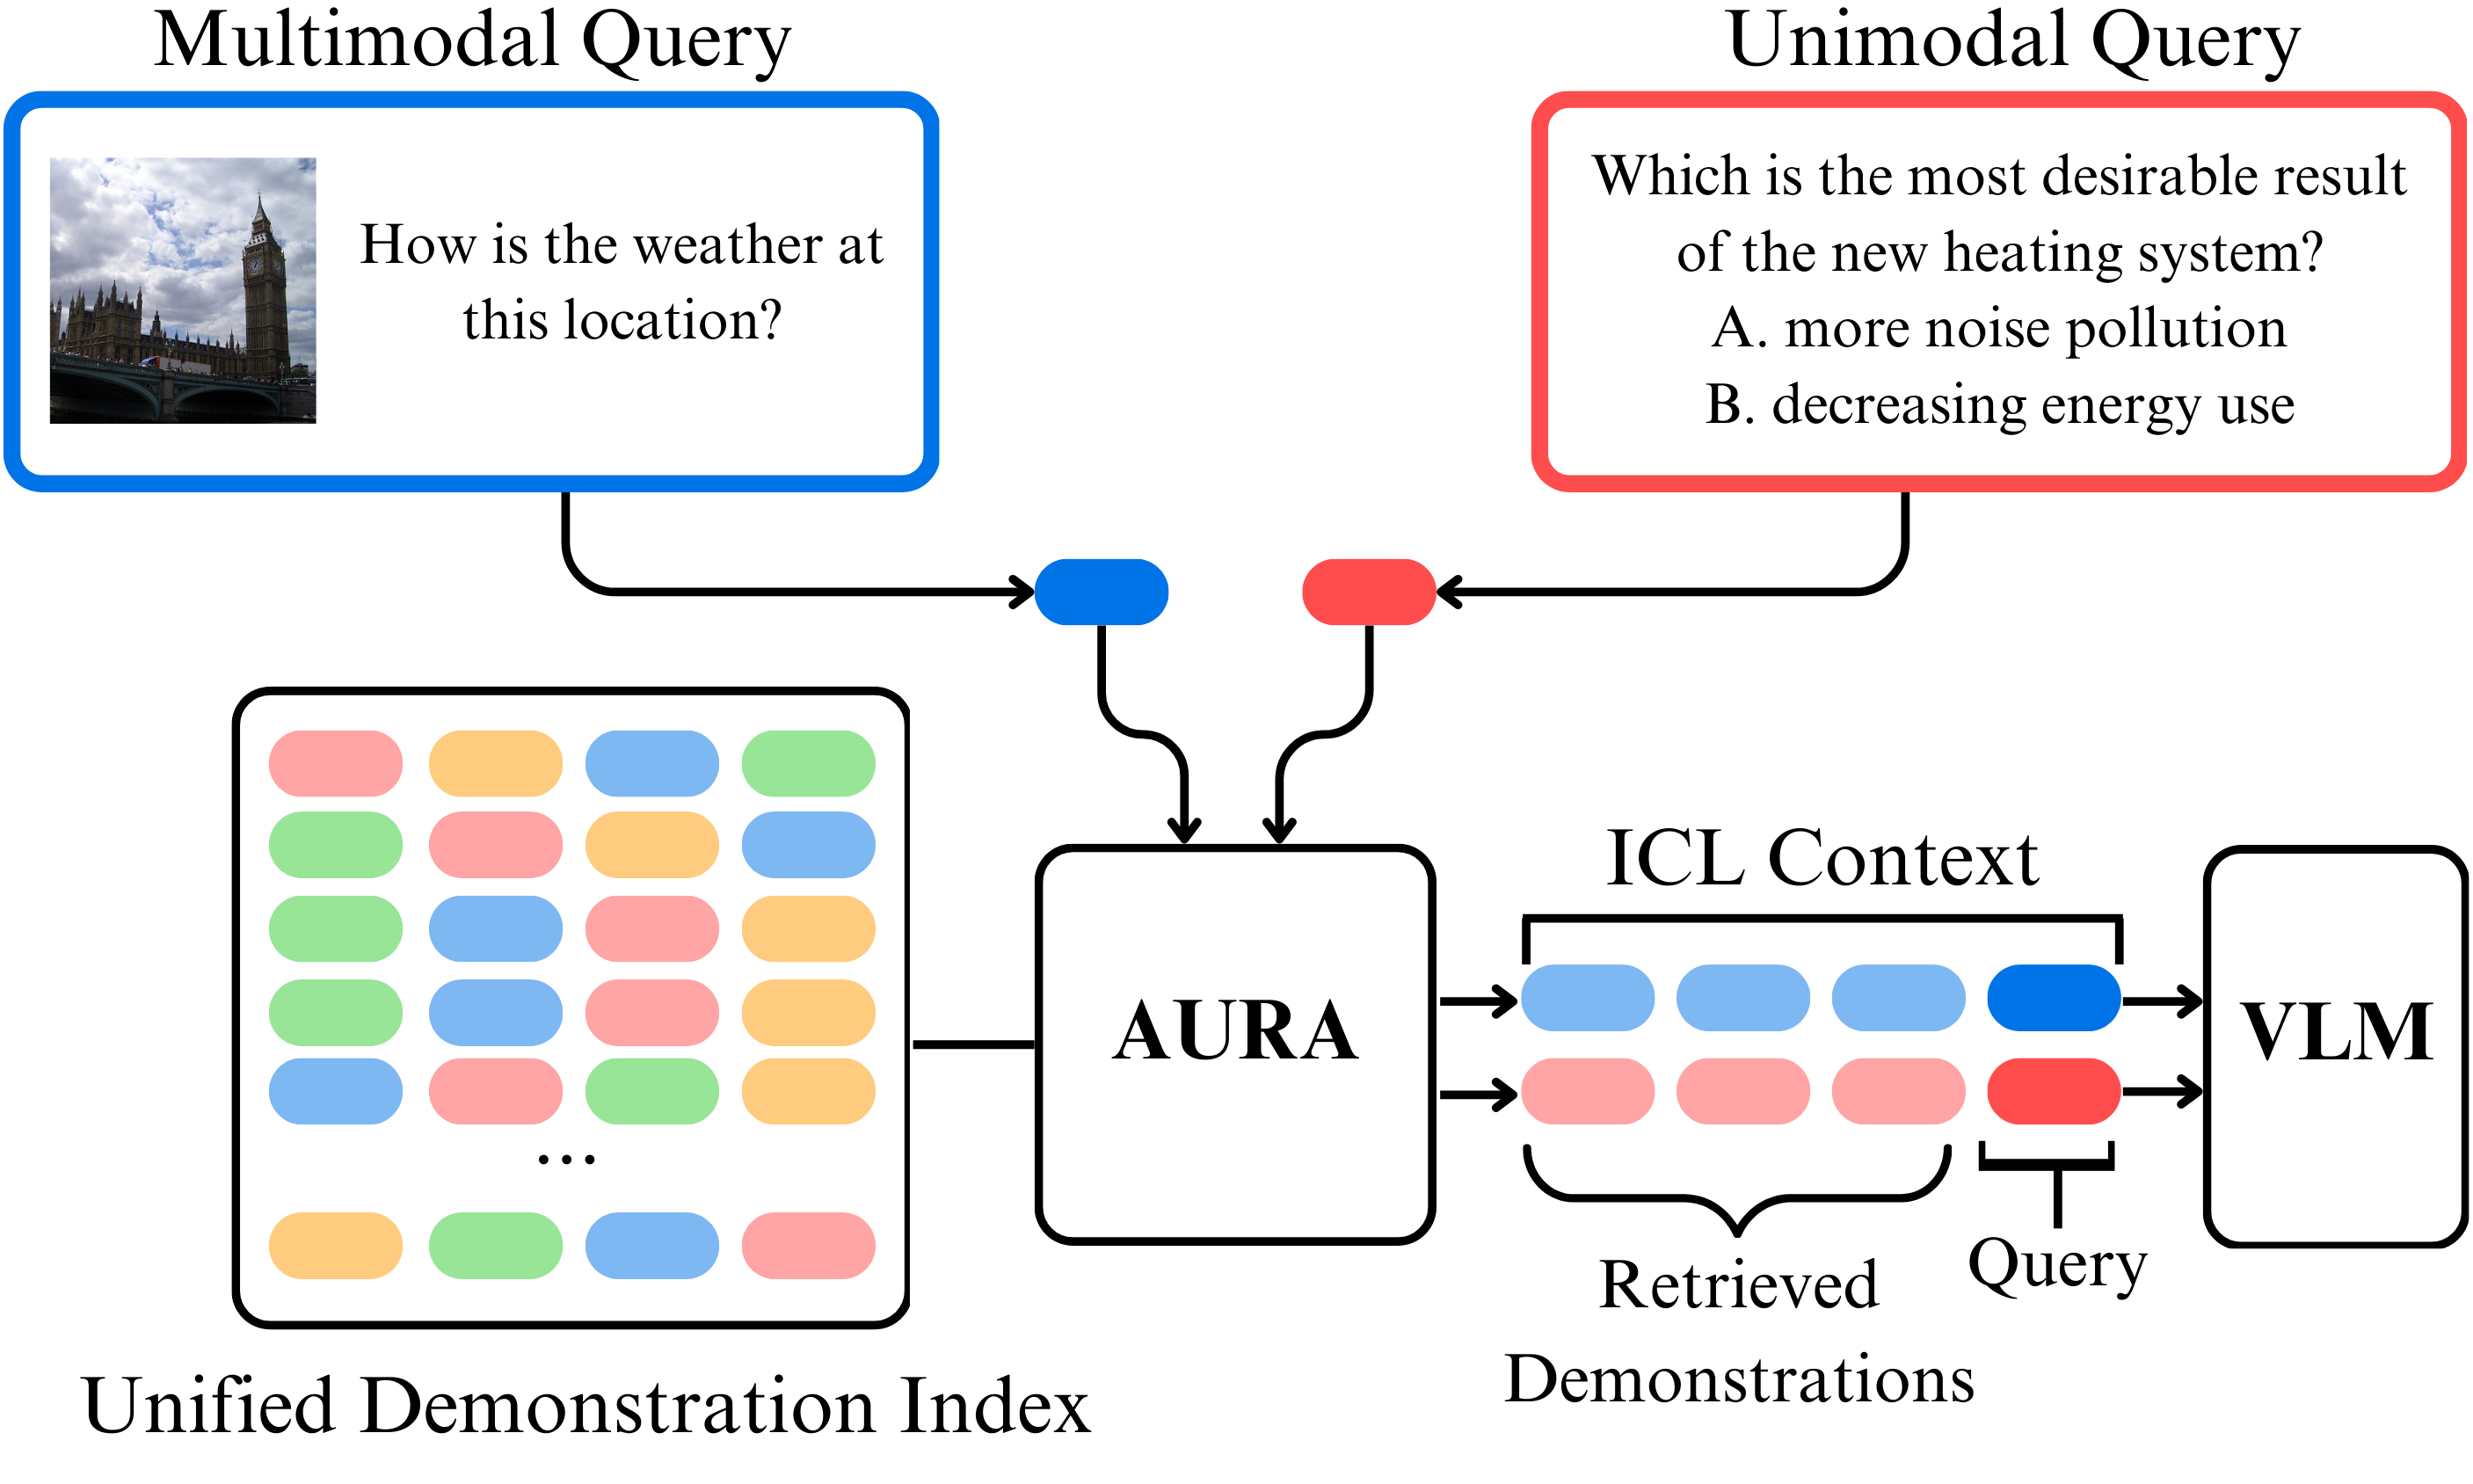 Multimodal Query
Unimodal Query
How is the weather at
this location?
Which is the most desirable result
of the new heating system?
A. more noise pollution
B. decreasing energy use
ICL Context
AURA
VLM
...
Retrieved
Demonstrations
Query
Unified Demonstration Index